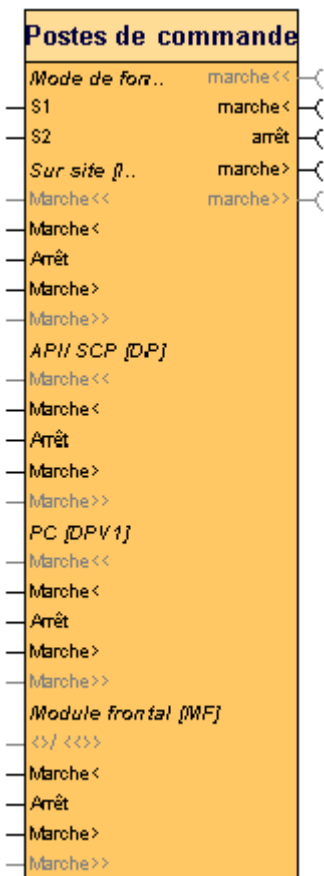 Postes de commande
Mode de fon.. marche<<
S1 marche<
S2 arrêt
Sur site [l.. marche>
Marche<< marche>>
Marche<
Arrêt
Marche>
Marche>>
API/ SCP [DP]
Marche<<
Marche<
Arrêt
Marche>
Marche>>
PC [DPV1]
Marche<<
Marche<
Arrêt
Marche>
Marche>>
Module frontal [MF]
<>/ <<>>
Marche<
Arrêt
Marche>
Marche>>